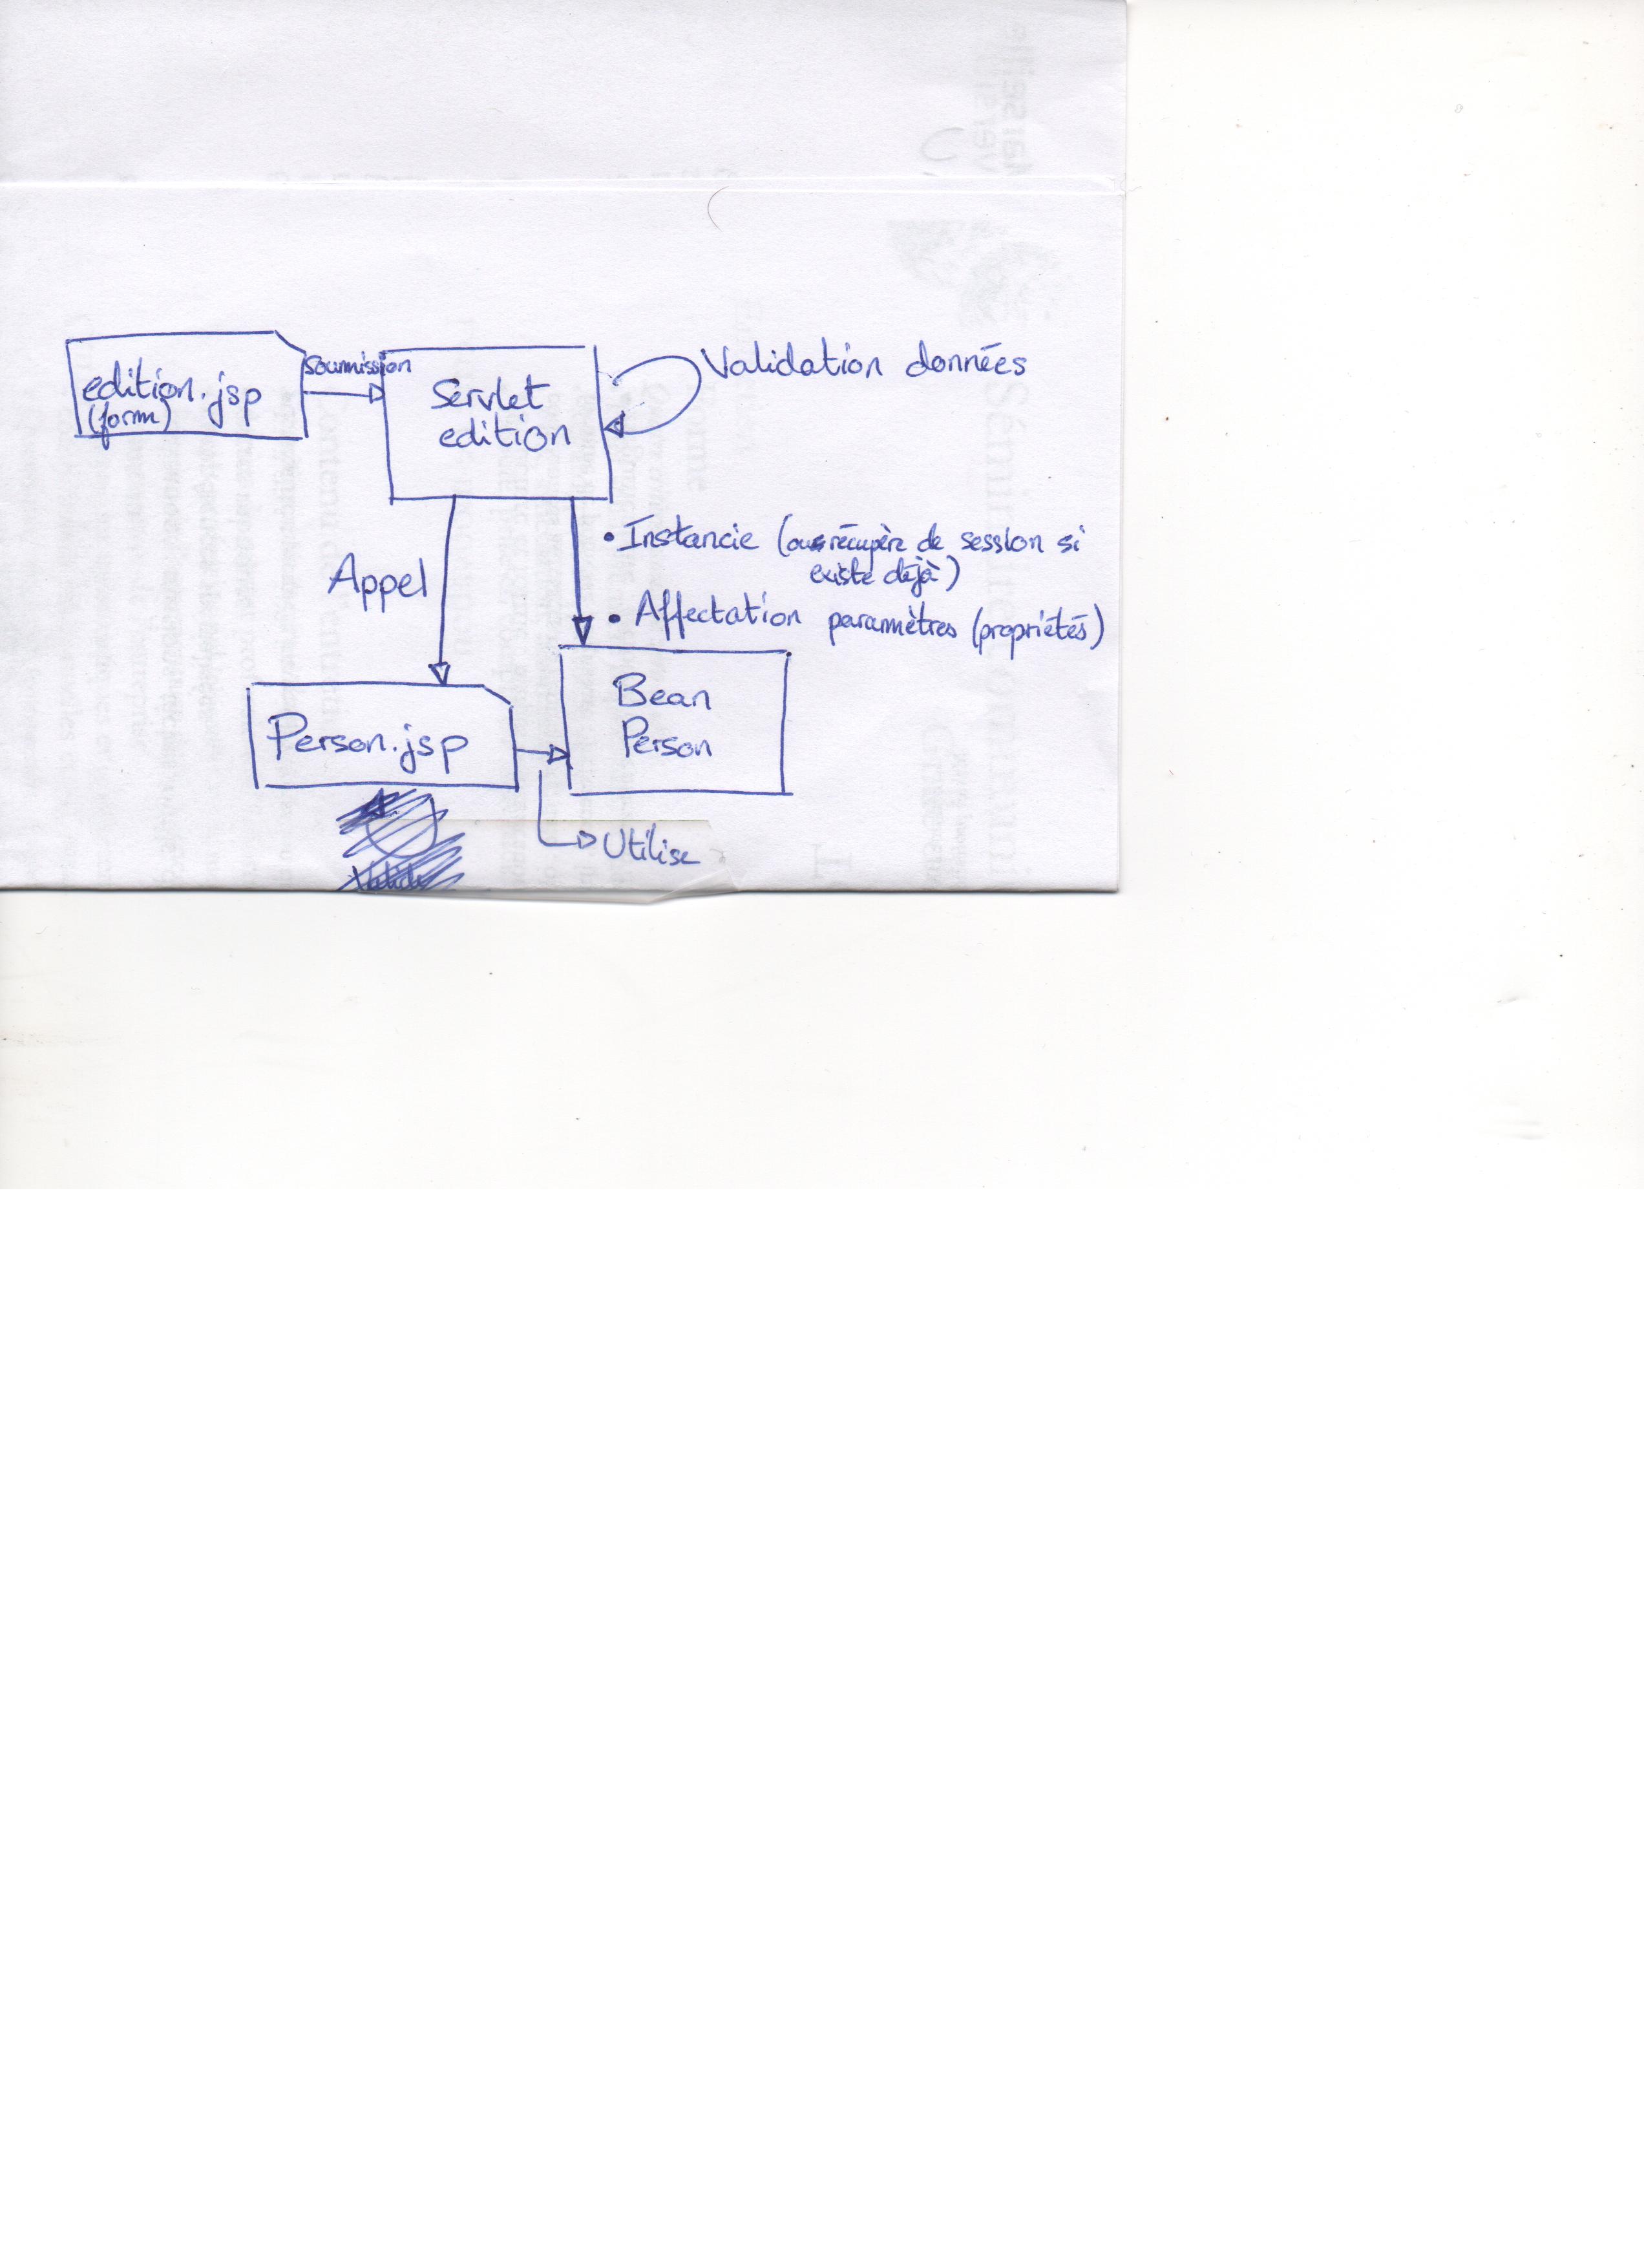 edition.jsp
(form)
Soumission
Servlet
edition
Validation données
Appel
• Instancie (ou récupère de session si
existe déjà)
• Affectation paramètres (propriétés)
Person.jsp
Bean
Person
Utilise